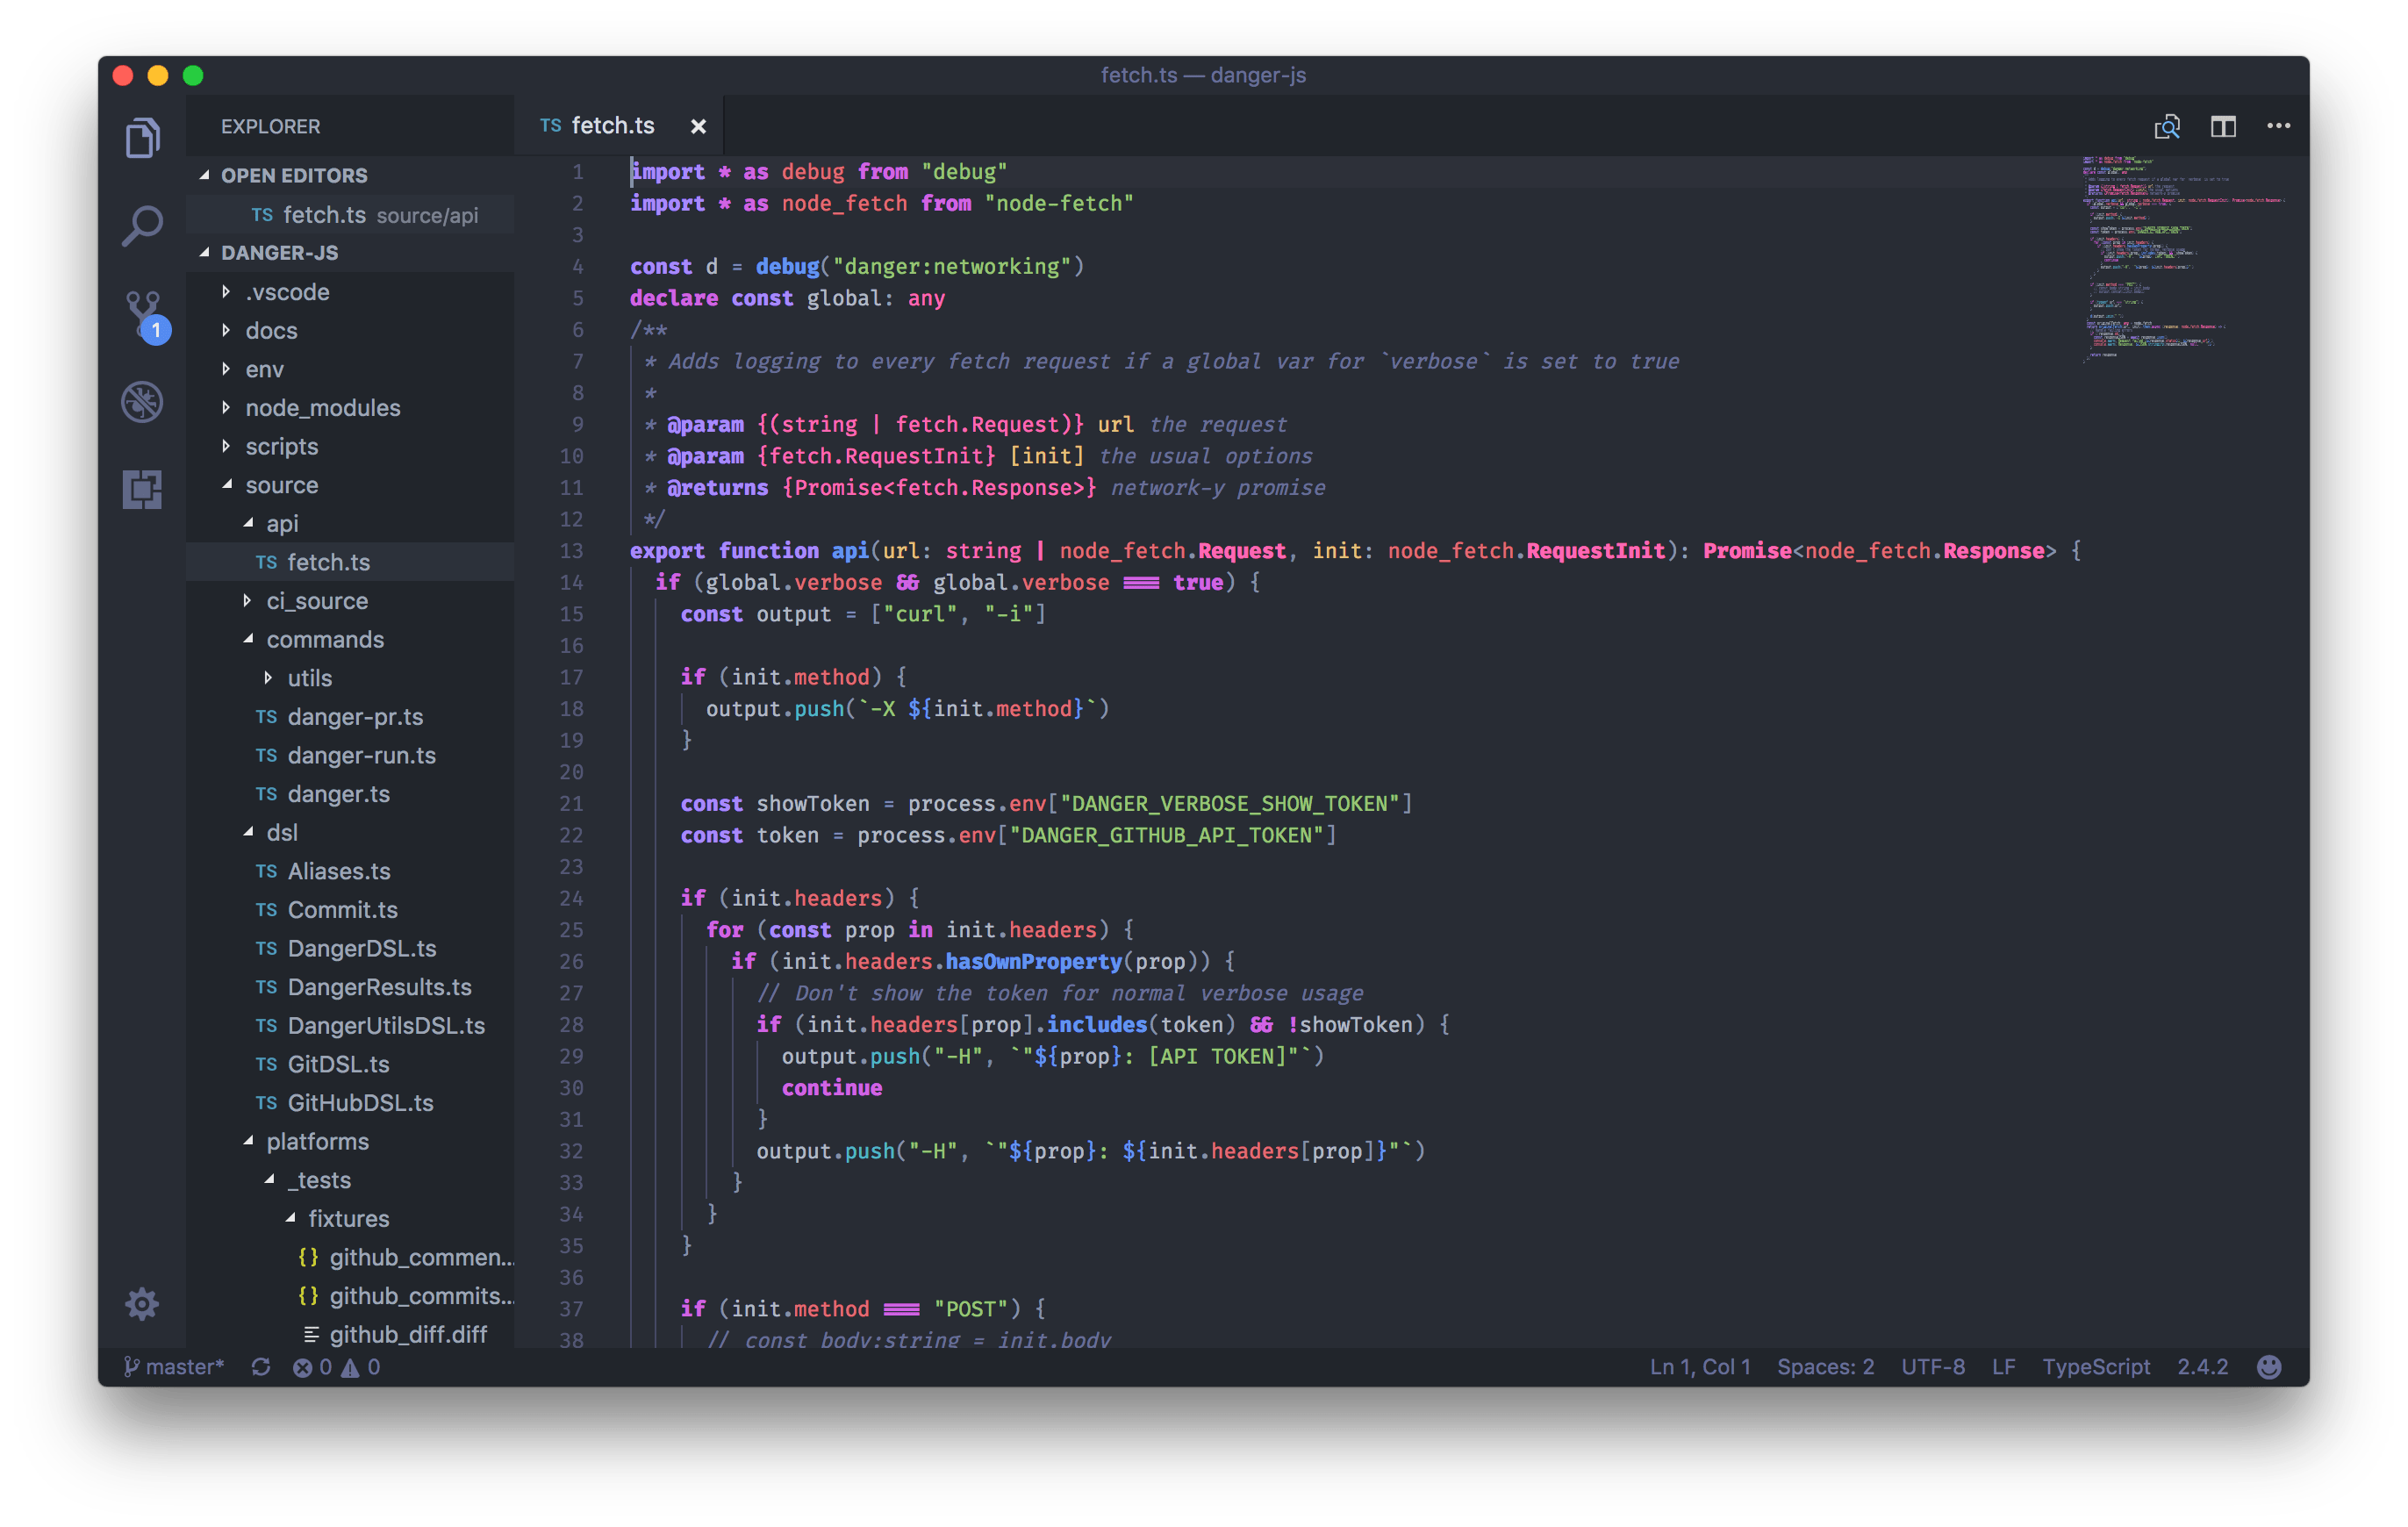 fetch.ts — danger-js
EXPLORER
OPEN EDITORS
TS fetch.ts source/api
DANGER-JS
.vscode
docs
env
node_modules
scripts
source
api
TS fetch.ts
ci_source
commands
utils
TS danger-pr.ts
TS danger-run.ts
TS danger.ts
dsl
TS Aliases.ts
TS Commit.ts
TS DangerDSL.ts
TS DangerResults.ts
TS DangerUtilsDSL.ts
TS GitDSL.ts
TS GitHubDSL.ts
platforms
_tests
fixtures
{} github_commen...
{} github_commits...
github_diff.diff
1
TS fetch.ts ×
1 import * as debug from "debug"
2 import * as node_fetch from "node-fetch"
3
4 const d = debug("danger:networking")
5 declare const global: any
6 /**
7 * Adds logging to every fetch request if a global var for `verbose` is set to true
8 *
9 * @param {(string | fetch.Request)} url the request
10 * @param {fetch.RequestInit} [init] the usual options
11 * @returns {Promise<fetch.Response>} network-y promise
12 */
13 export function api(url: string | node_fetch.Request, init: node_fetch.RequestInit): Promise<node_fetch.Response> {
14 if (global.verbose && global.verbose === true) {
15 const output = ["curl", "-i"]
16
17 if (init.method) {
18 output.push(`-X ${init.method}`)
19 }
20
21 const showToken = process.env["DANGER_VERBOSE_SHOW_TOKEN"]
22 const token = process.env["DANGER_GITHUB_API_TOKEN"]
23
24 if (init.headers) {
25 for (const prop in init.headers) {
26 if (init.headers.hasOwnProperty(prop)) {
27 // Don't show the token for normal verbose usage
28 if (init.headers[prop].includes(token) && !showToken) {
29 output.push("-H", `"${prop}: [API TOKEN]"`)
30 continue
31 }
32 output.push("-H", `"${prop}: ${init.headers[prop]}"`)
33 }
34 }
35 }
36
37 if (init.method === "POST") {
38 // const body:string = init.body
master* 0 0
Ln 1, Col 1 Spaces: 2 UTF-8 LF TypeScript 2.4.2